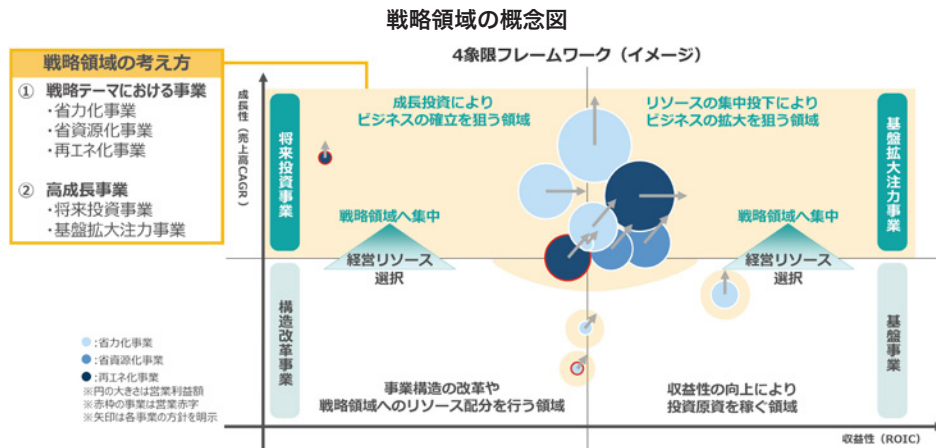 戦略領域の概念図
4象限フレームワーク（イメージ）
戦略領域の考え方
① 戦略テーマにおける事業
・省力化事業
・省資源化事業
・再エネ化事業
② 高成長事業
・将来投資事業
・基盤拡大注力事業
成長性（売上高CAGR）
将来投資事業
成長投資により
ビジネスの確立を狙う領域
リソースの集中投下により
ビジネスの拡大を狙う領域
基盤拡大注力事業
戦略領域へ集中
経営リソース
選択
戦略領域へ集中
経営リソース
選択
構造改革事業
事業構造の改革や
戦略領域へのリソース配分を行う領域
収益性の向上により
投資原資を稼ぐ領域
基盤事業
：省力化事業
：省資源化事業
：再エネ化事業
※円の大きさは営業利益額
※赤枠の事業は営業赤字
※矢印は各事業の方針を明示
収益性（ROIC）